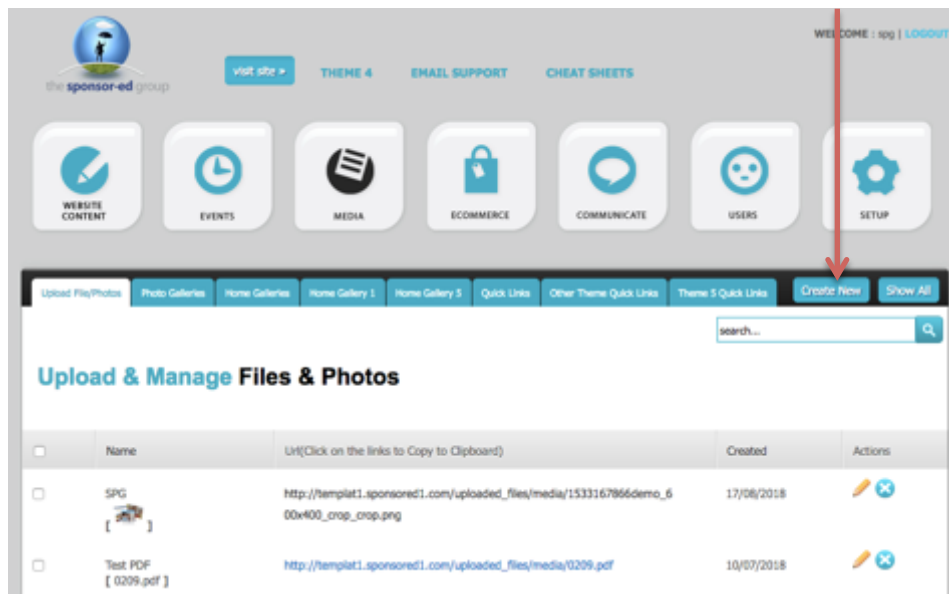 WELCOME : spg | LOGOUT
the sponsor-ed group
visit site »
THEME 4
EMAIL SUPPORT
CHEAT SHEETS
WEBSITE
CONTENT
EVENTS
MEDIA
ECOMMERCE
COMMUNICATE
USERS
SETUP
Upload File/Photos
Photo Galleries
Home Galleries
Home Gallery 1
Home Gallery 5
Quick Links
Other Theme Quick Links
Theme 5 Quick Links
Create New
Show All
search...
Upload & Manage Files & Photos
Name
Url(Click on the links to Copy to Clipboard)
Created
Actions
SPG
[ ]
http://templat1.sponsored1.com/uploaded_files/media/1533167866demo_6
00x400_crop_crop.png
17/08/2018
Test PDF
[ 0209.pdf ]
http://templat1.sponsored1.com/uploaded_files/media/0209.pdf
10/07/2018